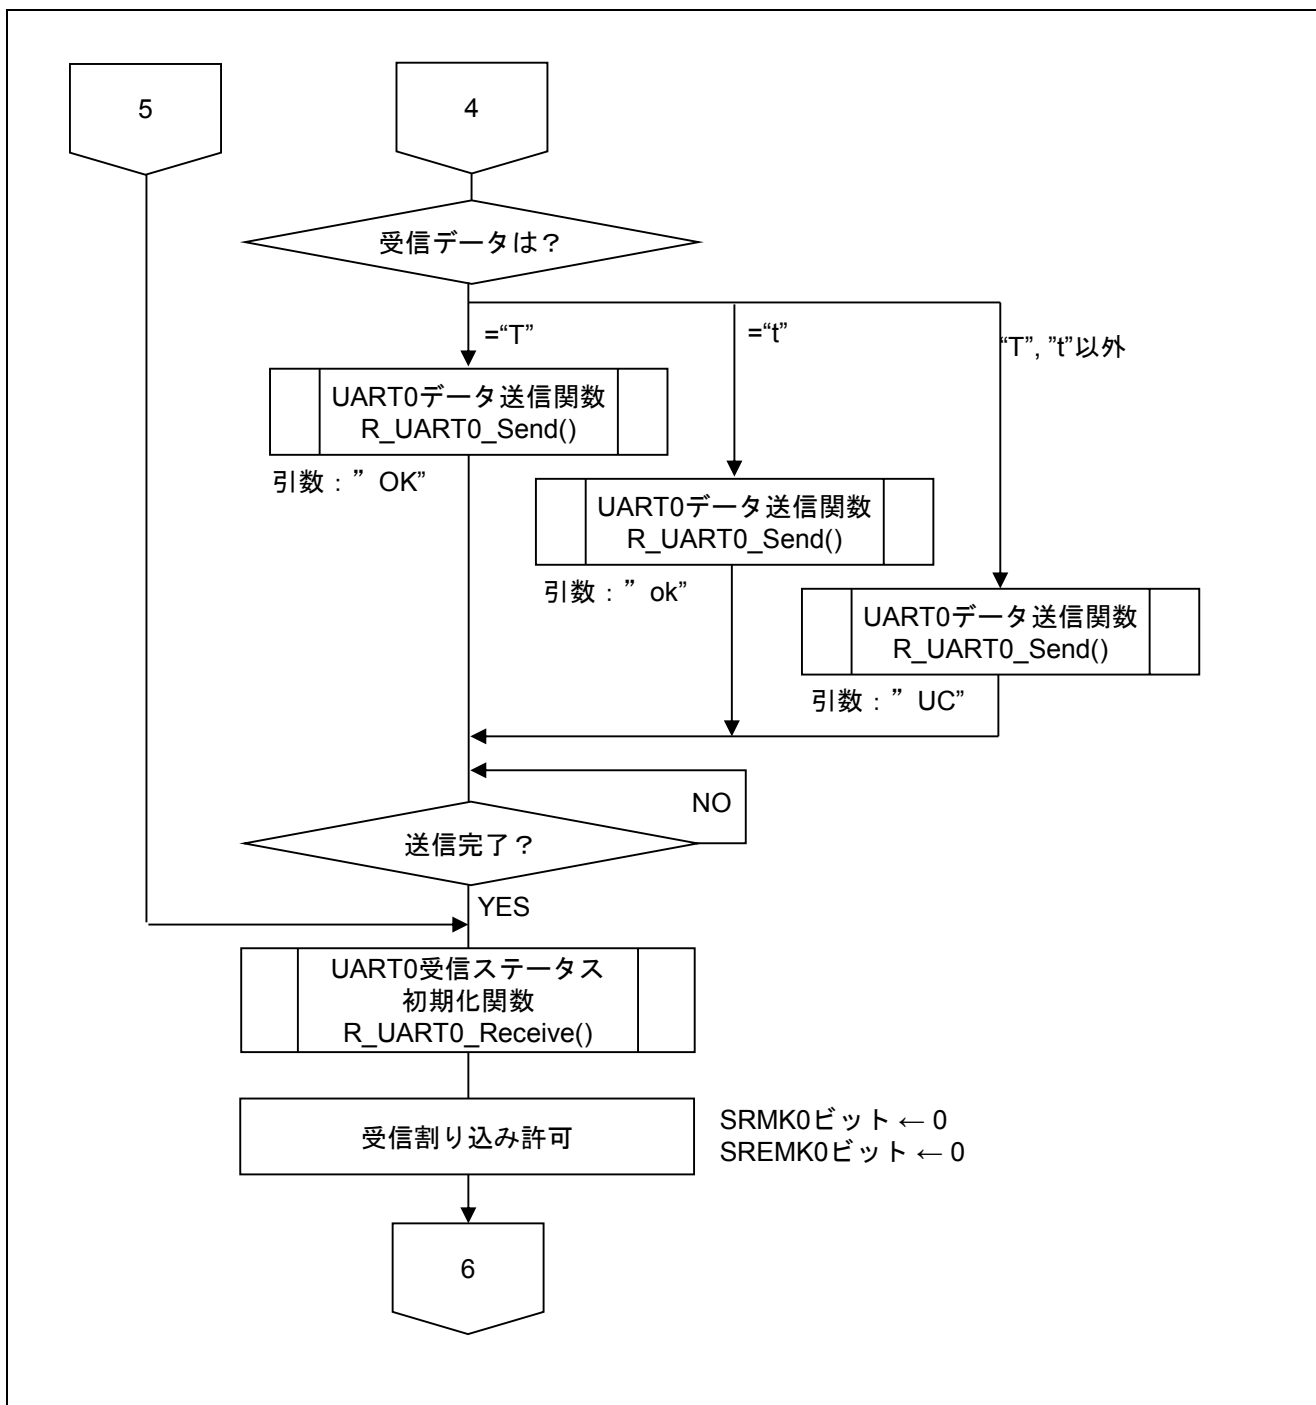 5
4
受信データは？
=“T”
=“t”
“T”, ”t”以外
UART0データ送信関数
R_UART0_Send()
引数：”OK”
UART0データ送信関数
R_UART0_Send()
引数：”ok”
UART0データ送信関数
R_UART0_Send()
引数：”UC”
NO
送信完了？
YES
UART0受信ステータス
初期化関数
R_UART0_Receive()
受信割り込み許可
SRMK0ビット ← 0
SREMK0ビット ← 0
6